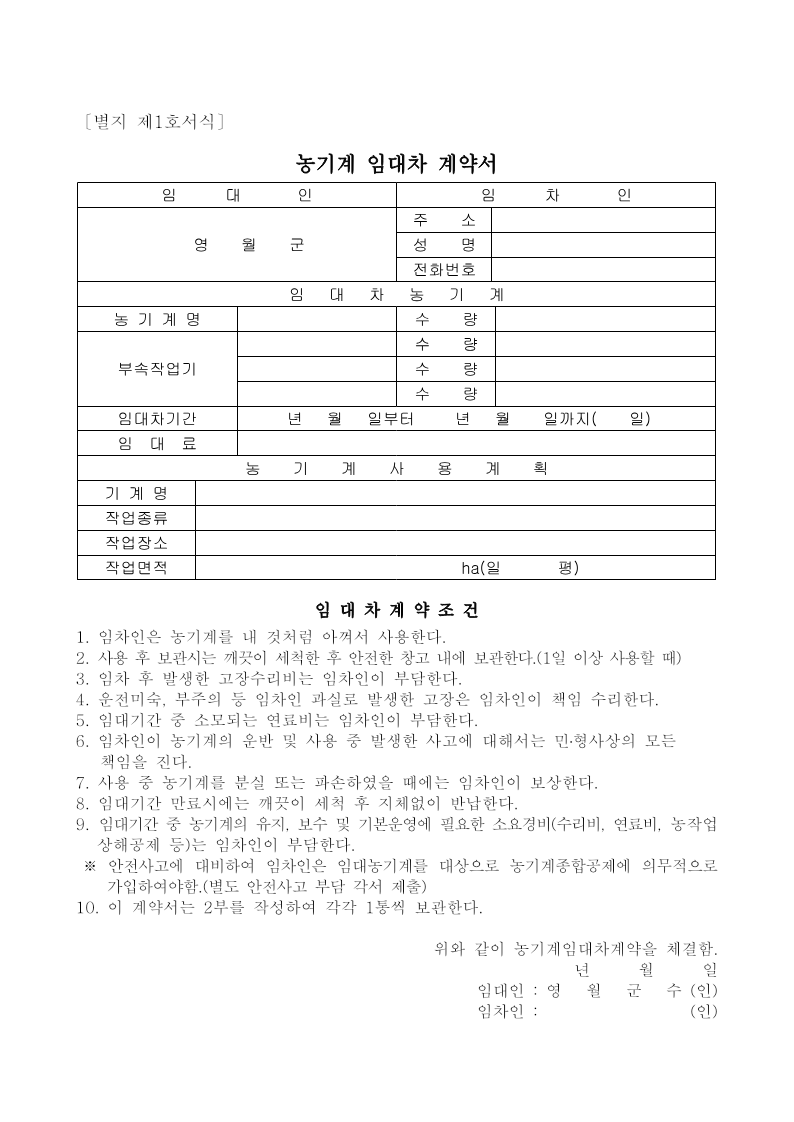 [별지 제1호서식]
농기계 임대차 계약서
임 대 인 임 차 인
영 월 군 주 소
성 명
전화번호
임 대 차 농 기 계
농 기 계 명 수 량
부속작업기 수 량
수 량
수 량
임대차기간 년 월 일부터 년 월 일까지( 일)
임 대 료
농 기 계 사 용 계 획
기 계 명
작업종류
작업장소
작업면적 ha(일 평)
임 대 차 계 약 조 건
1. 임차인은 농기계를 내 것처럼 아껴서 사용한다.
2. 사용 후 보관시는 깨끗이 세척한 후 안전한 창고 내에 보관한다.(1일 이상 사용할 때)
3. 임차 후 발생한 고장수리비는 임차인이 부담한다.
4. 운전미숙, 부주의 등 임차인 과실로 발생한 고장은 임차인이 책임 수리한다.
5. 임대기간 중 소모되는 연료비는 임차인이 부담한다.
6. 임차인이 농기계의 운반 및 사용 중 발생한 사고에 대해서는 민·형사상의 모든
책임을 진다.
7. 사용 중 농기계를 분실 또는 파손하였을 때에는 임차인이 보상한다.
8. 임대기간 만료시에는 깨끗이 세척 후 지체없이 반납한다.
9. 임대기간 중 농기계의 유지, 보수 및 기본운영에 필요한 소요경비(수리비, 연료비, 농작업
상해공제 등)는 임차인이 부담한다.
※ 안전사고에 대비하여 임차인은 임대농기계를 대상으로 농기계종합공제에 의무적으로
가입하여야함.(별도 안전사고 부담 각서 제출)
10. 이 계약서는 2부를 작성하여 각각 1통씩 보관한다.
위와 같이 농기계임대차계약을 체결함.
년 월 일
임대인 : 영 월 군 수 (인)
임차인 : (인)